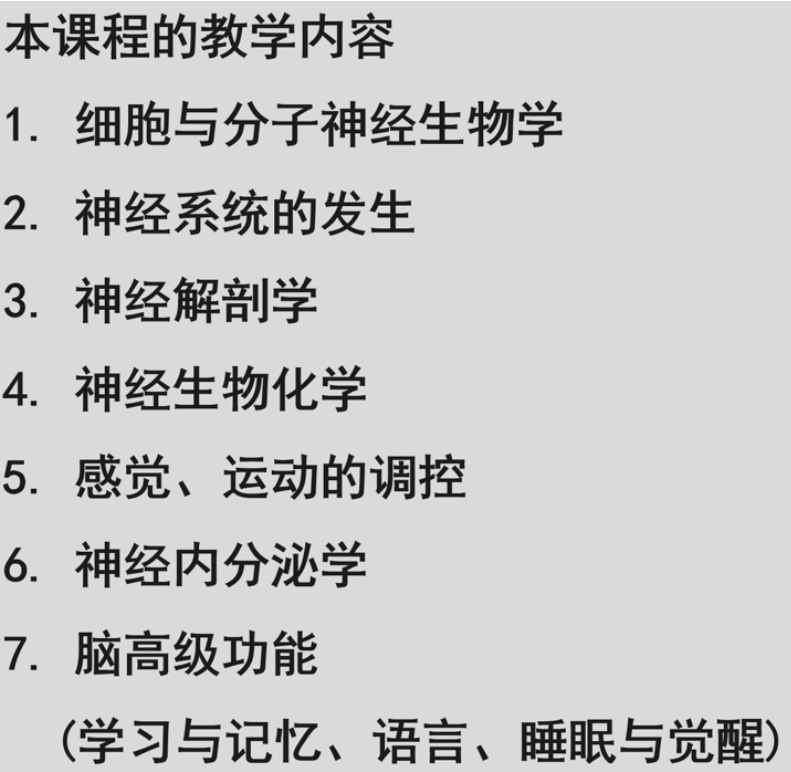 本课程的教学内容
1. 细胞与分子神经生物学
2. 神经系统的发生
3. 神经解剖学
4. 神经生物化学
5. 感觉、运动的调控
6. 神经内分泌学
7. 脑高级功能
(学习与记忆、语言、睡眠与觉醒)